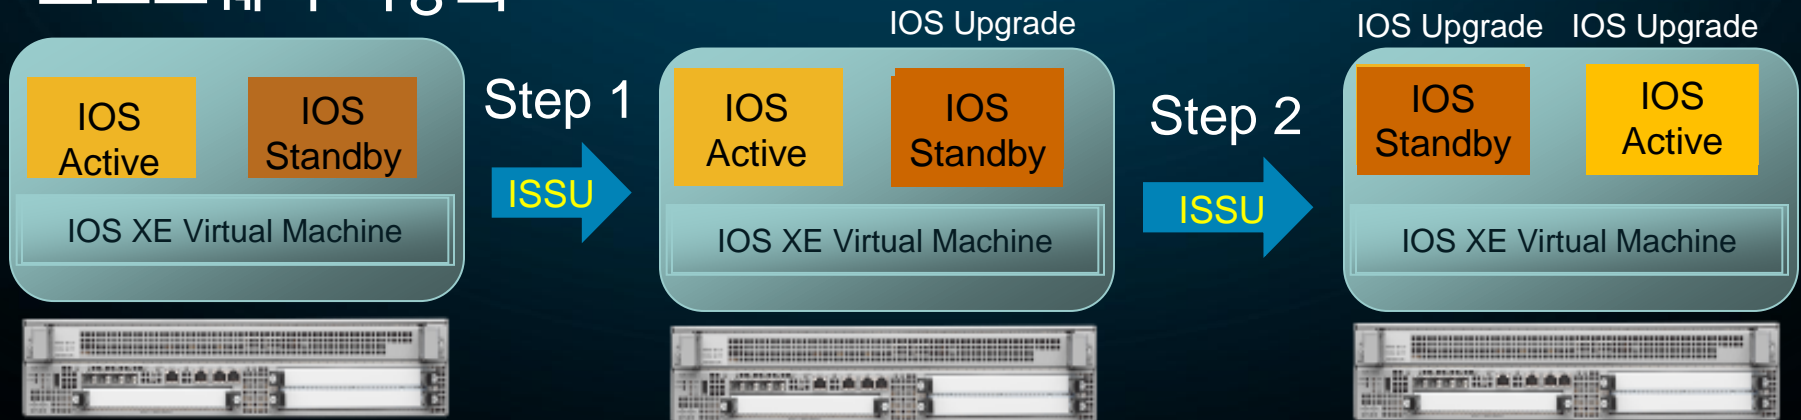 IOS Upgrade
IOS Upgrade IOS Upgrade
IOS
Active
IOS
Standby
IOS XE Virtual Machine
Step 1
ISSU
IOS
Active
IOS
Standby
IOS XE Virtual Machine
Step 2
ISSU
IOS
Standby
IOS
Active
IOS XE Virtual Machine